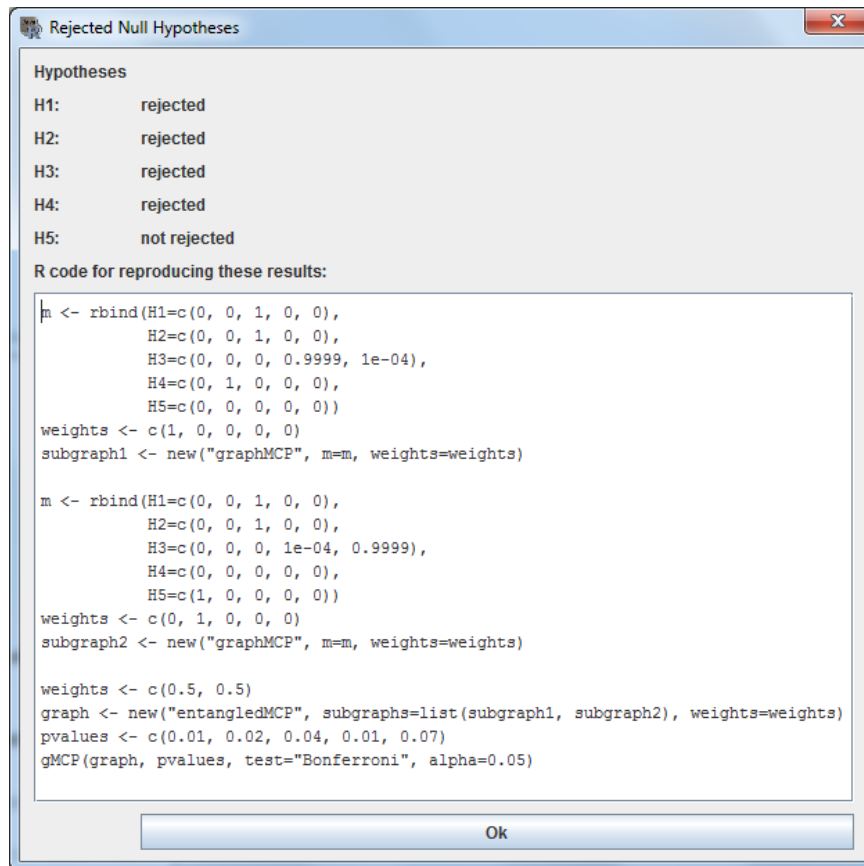 Rejected Null Hypotheses
Hypotheses
H1: rejected
H2: rejected
H3: rejected
H4: rejected
H5: not rejected
R code for reproducing these results:
m <- rbind(H1=c(0, 0, 1, 0, 0),
H2=c(0, 0, 1, 0, 0),
H3=c(0, 0, 0, 0.9999, 1e-04),
H4=c(0, 1, 0, 0, 0),
H5=c(0, 0, 0, 0, 0))
weights <- c(1, 0, 0, 0, 0)
subgraph1 <- new("graphMCP", m=m, weights=weights)
m <- rbind(H1=c(0, 0, 1, 0, 0),
H2=c(0, 0, 1, 0, 0),
H3=c(0, 0, 0, 1e-04, 0.9999),
H4=c(0, 0, 0, 0, 0),
H5=c(1, 0, 0, 0, 0))
weights <- c(0, 1, 0, 0, 0)
subgraph2 <- new("graphMCP", m=m, weights=weights)
weights <- c(0.5, 0.5)
graph <- new("entangledMCP", subgraphs=list(subgraph1, subgraph2), weights=weights)
pvalues <- c(0.01, 0.02, 0.04, 0.01, 0.07)
gMCP(graph, pvalues, test="Bonferroni", alpha=0.05)
Ok